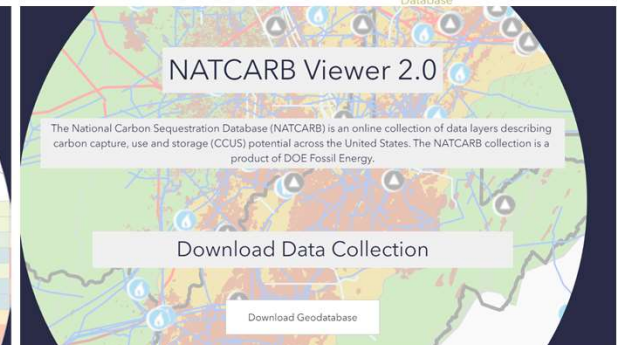 Database
NATCARB Viewer 2.0
The National Carbon Sequestration Database (NATCARB) is an online collection of data layers describing
carbon capture, use and storage (CCUS) potential across the United States. The NATCARB collection is a
product of DOE Fossil Energy.
Download Data Collection
Download Geodatabase